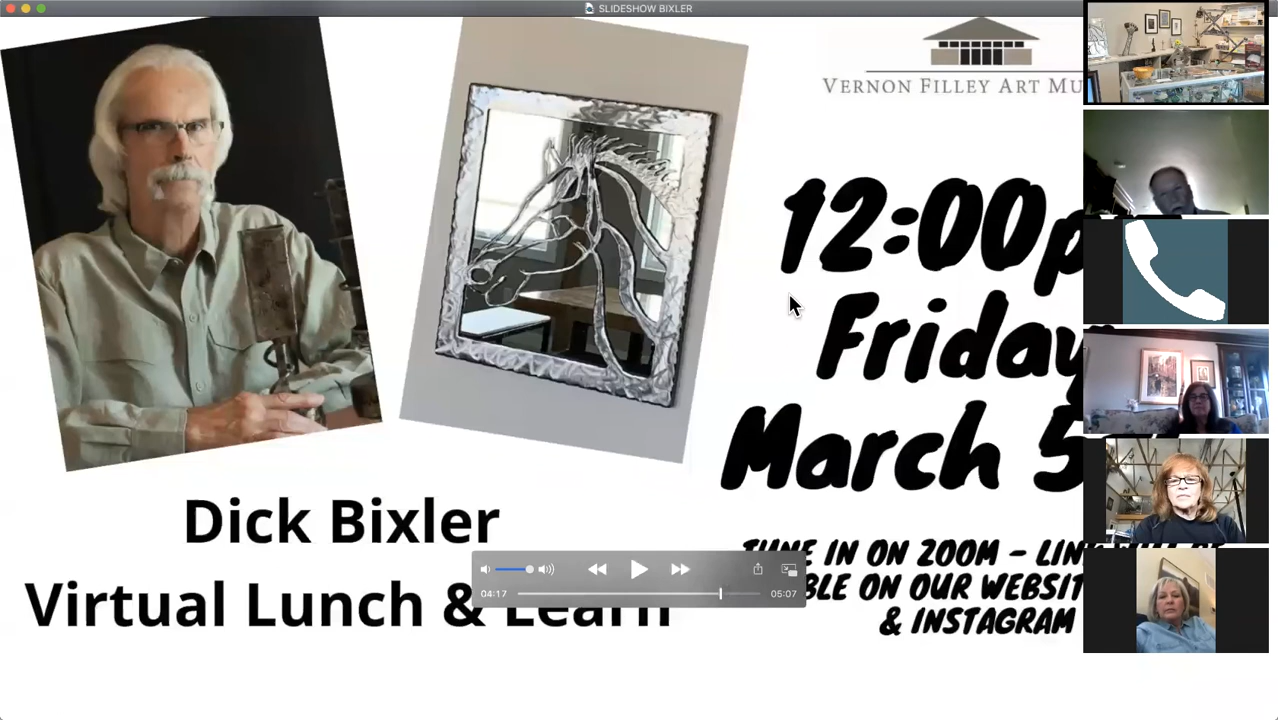 SLIDESHOW BIXLER
VERNON FILLEY ART MU
12:00p
Friday
March 5
Dick Bixler
Virtual Lunch & Learn
TUNE IN ON ZOOM - LINK
BLE ON OUR WEBSIT
& INSTAGRAM
04:17
05:07